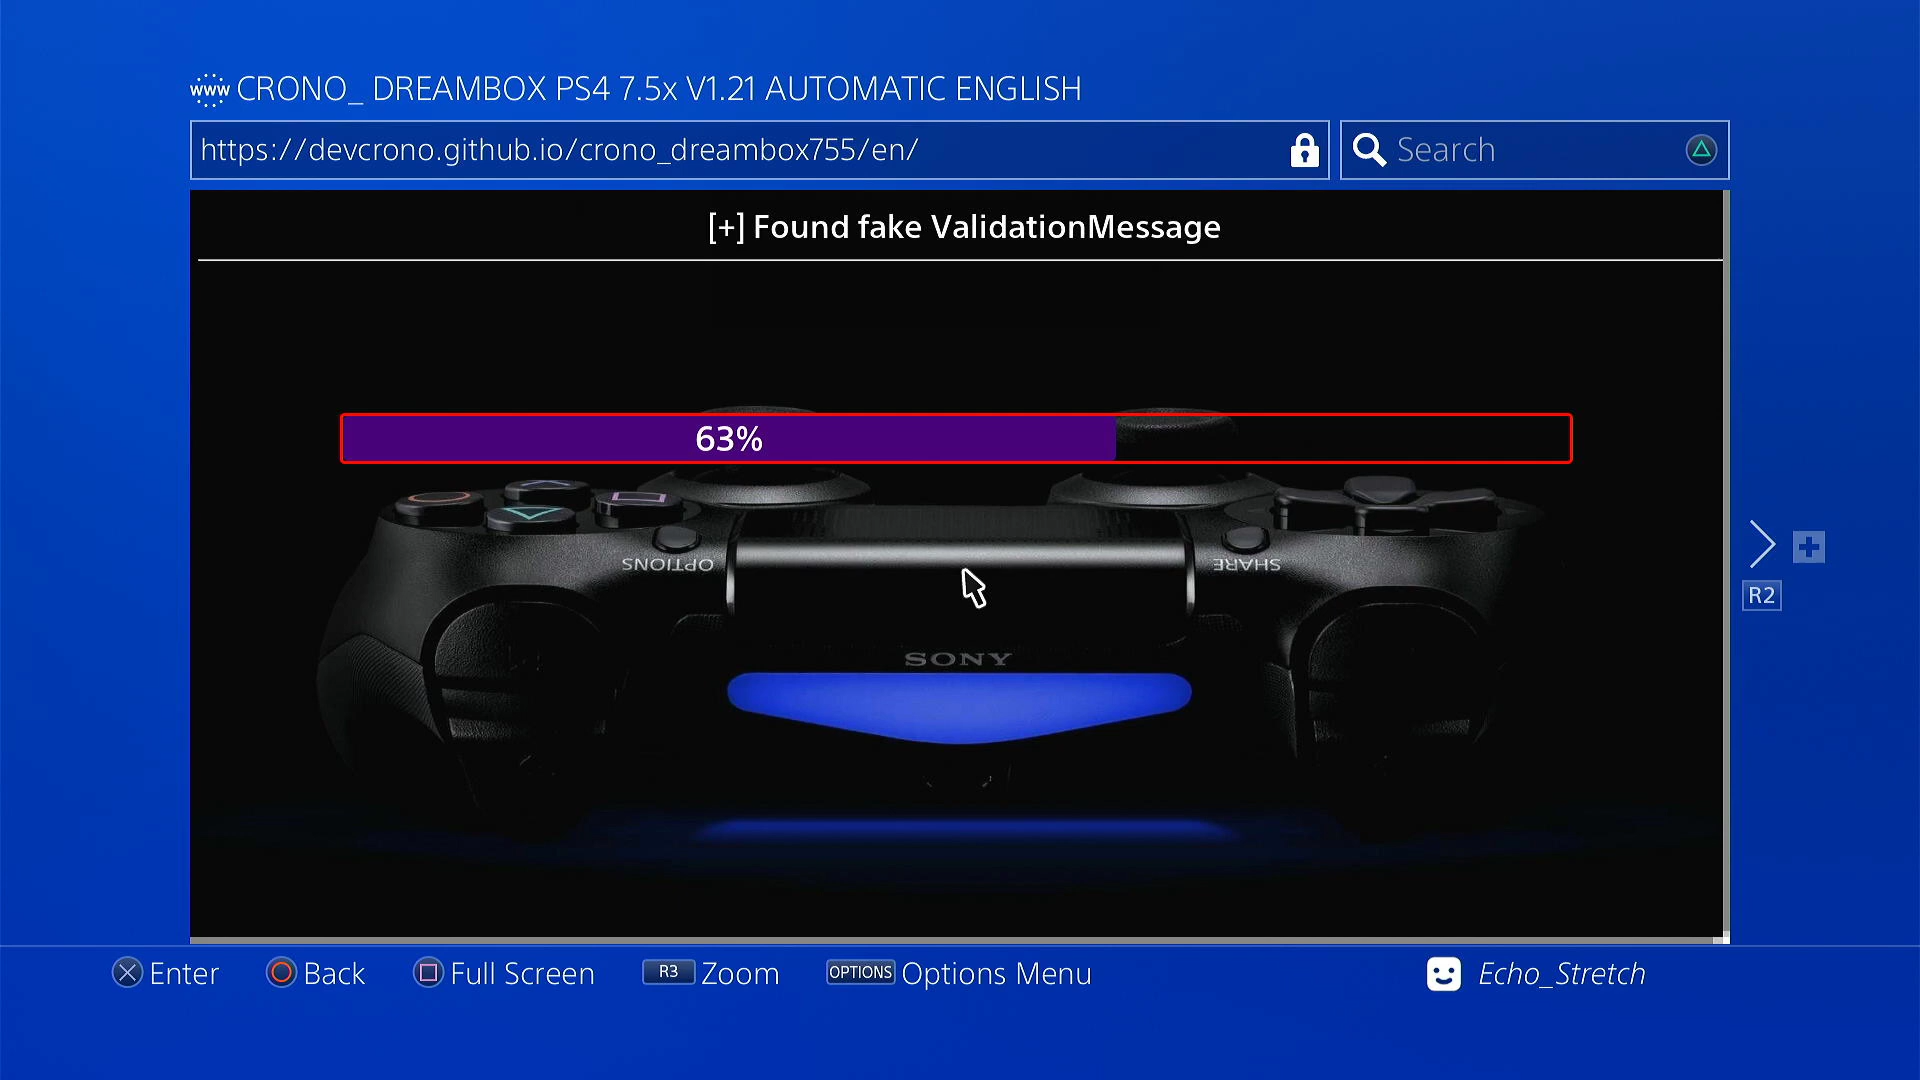 www CRONO_ DREAMBOX PS4 7.5x V1.21 AUTOMATIC ENGLISH
https://devcrono.github.io/crono_dreambox755/en/ Search
[+] Found fake ValidationMessage
63%
OPTIONS SHARE
R2
SONY
Enter Back Full Screen R3 Zoom OPTIONS Options Menu Echo_Stretch